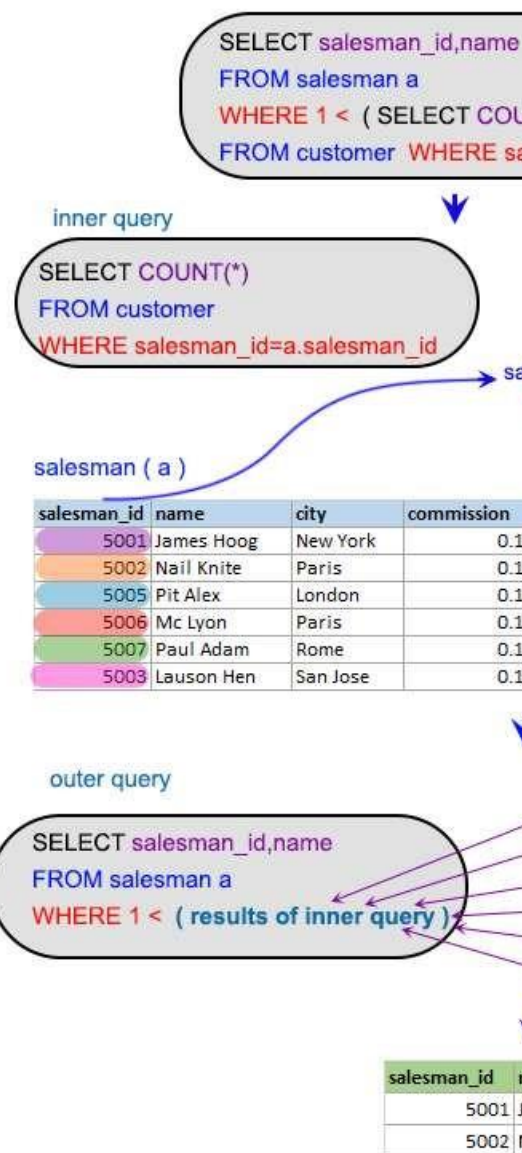 SELECT salesman_id,name
FROM salesman a
WHERE 1 < ( SELECT COU
FROM customer WHERE sa
inner query
SELECT COUNT(*)
FROM customer
WHERE salesman_id=a.salesman_id
sa
salesman ( a )
salesman_id name city commission
5001 James Hoog New York 0.1
5002 Nail Knite Paris 0.1
5005 Pit Alex London 0.1
5006 Mc Lyon Paris 0.1
5007 Paul Adam Rome 0.1
5003 Lauson Hen San Jose 0.1
outer query
SELECT salesman_id,name
FROM salesman a
WHERE 1 < ( results of inner query )
salesman_id
5001 J
5002